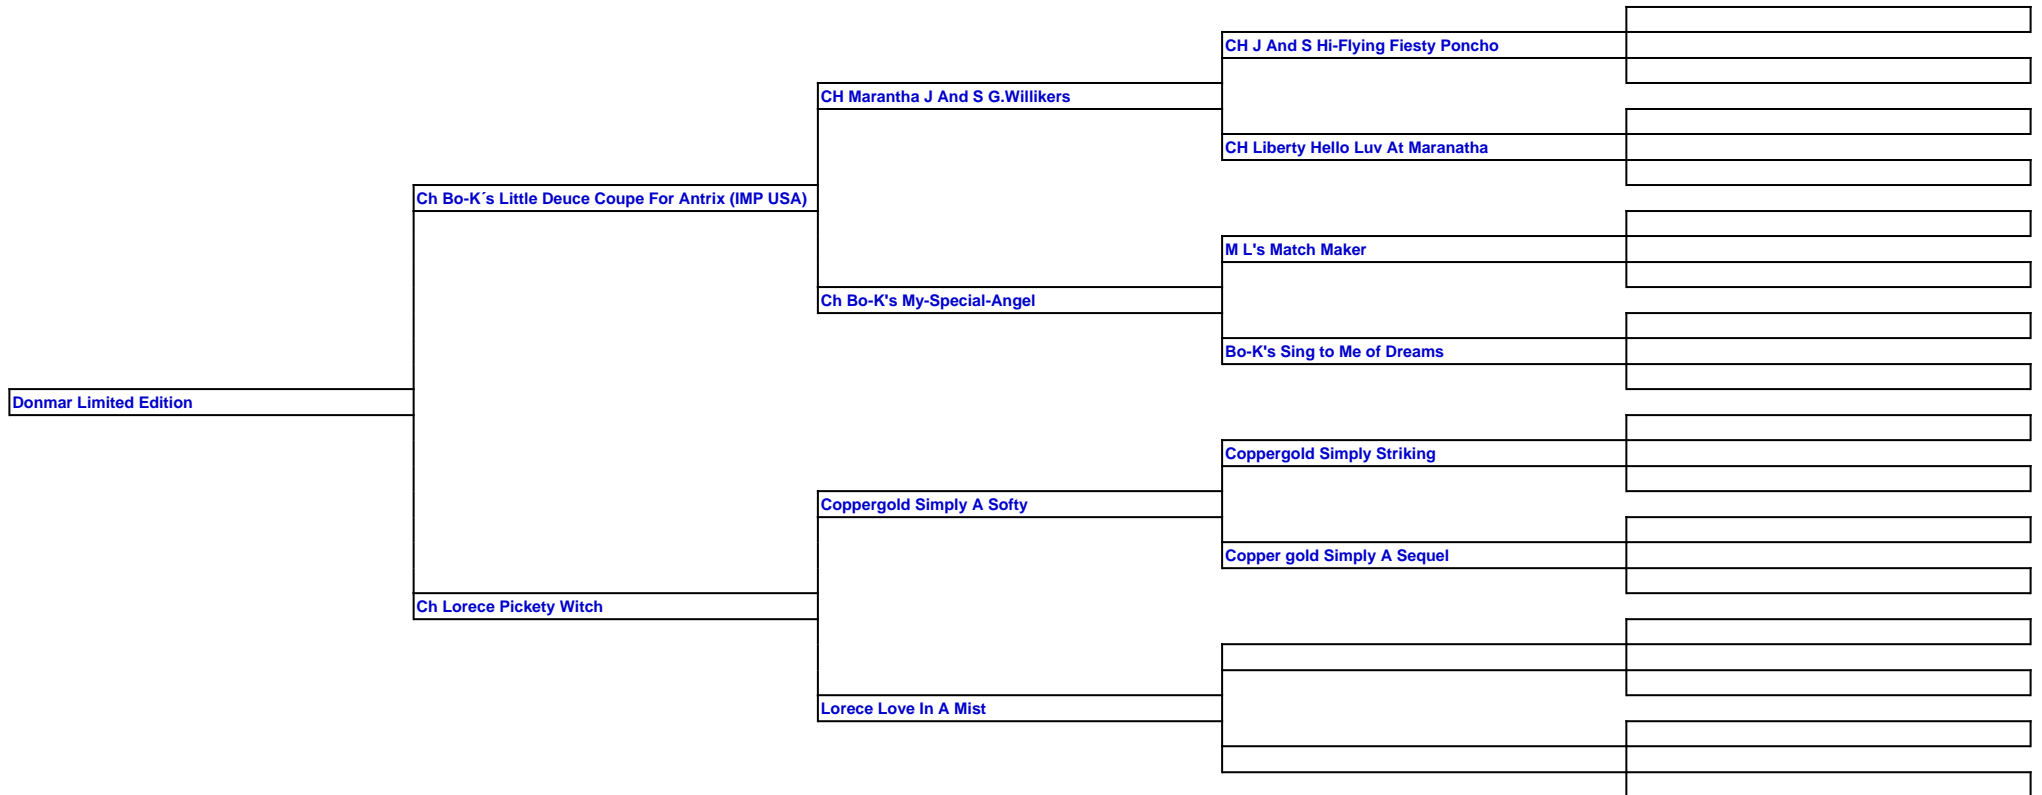 CH J And S Hi-Flying Fiesty Poncho
CH Marantha J And S G.Willikers
CH Liberty Hello Luv At Maranatha
Ch Bo-K´s Little Deuce Coupe For Antrix (IMP USA)
M L's Match Maker
Ch Bo-K's My-Special-Angel
Bo-K's Sing to Me of Dreams
Donmar Limited Edition
Coppergold Simply Striking
Coppergold Simply A Softy
Copper gold Simply A Sequel
Ch Lorece Pickety Witch
Lorece Love In A Mist